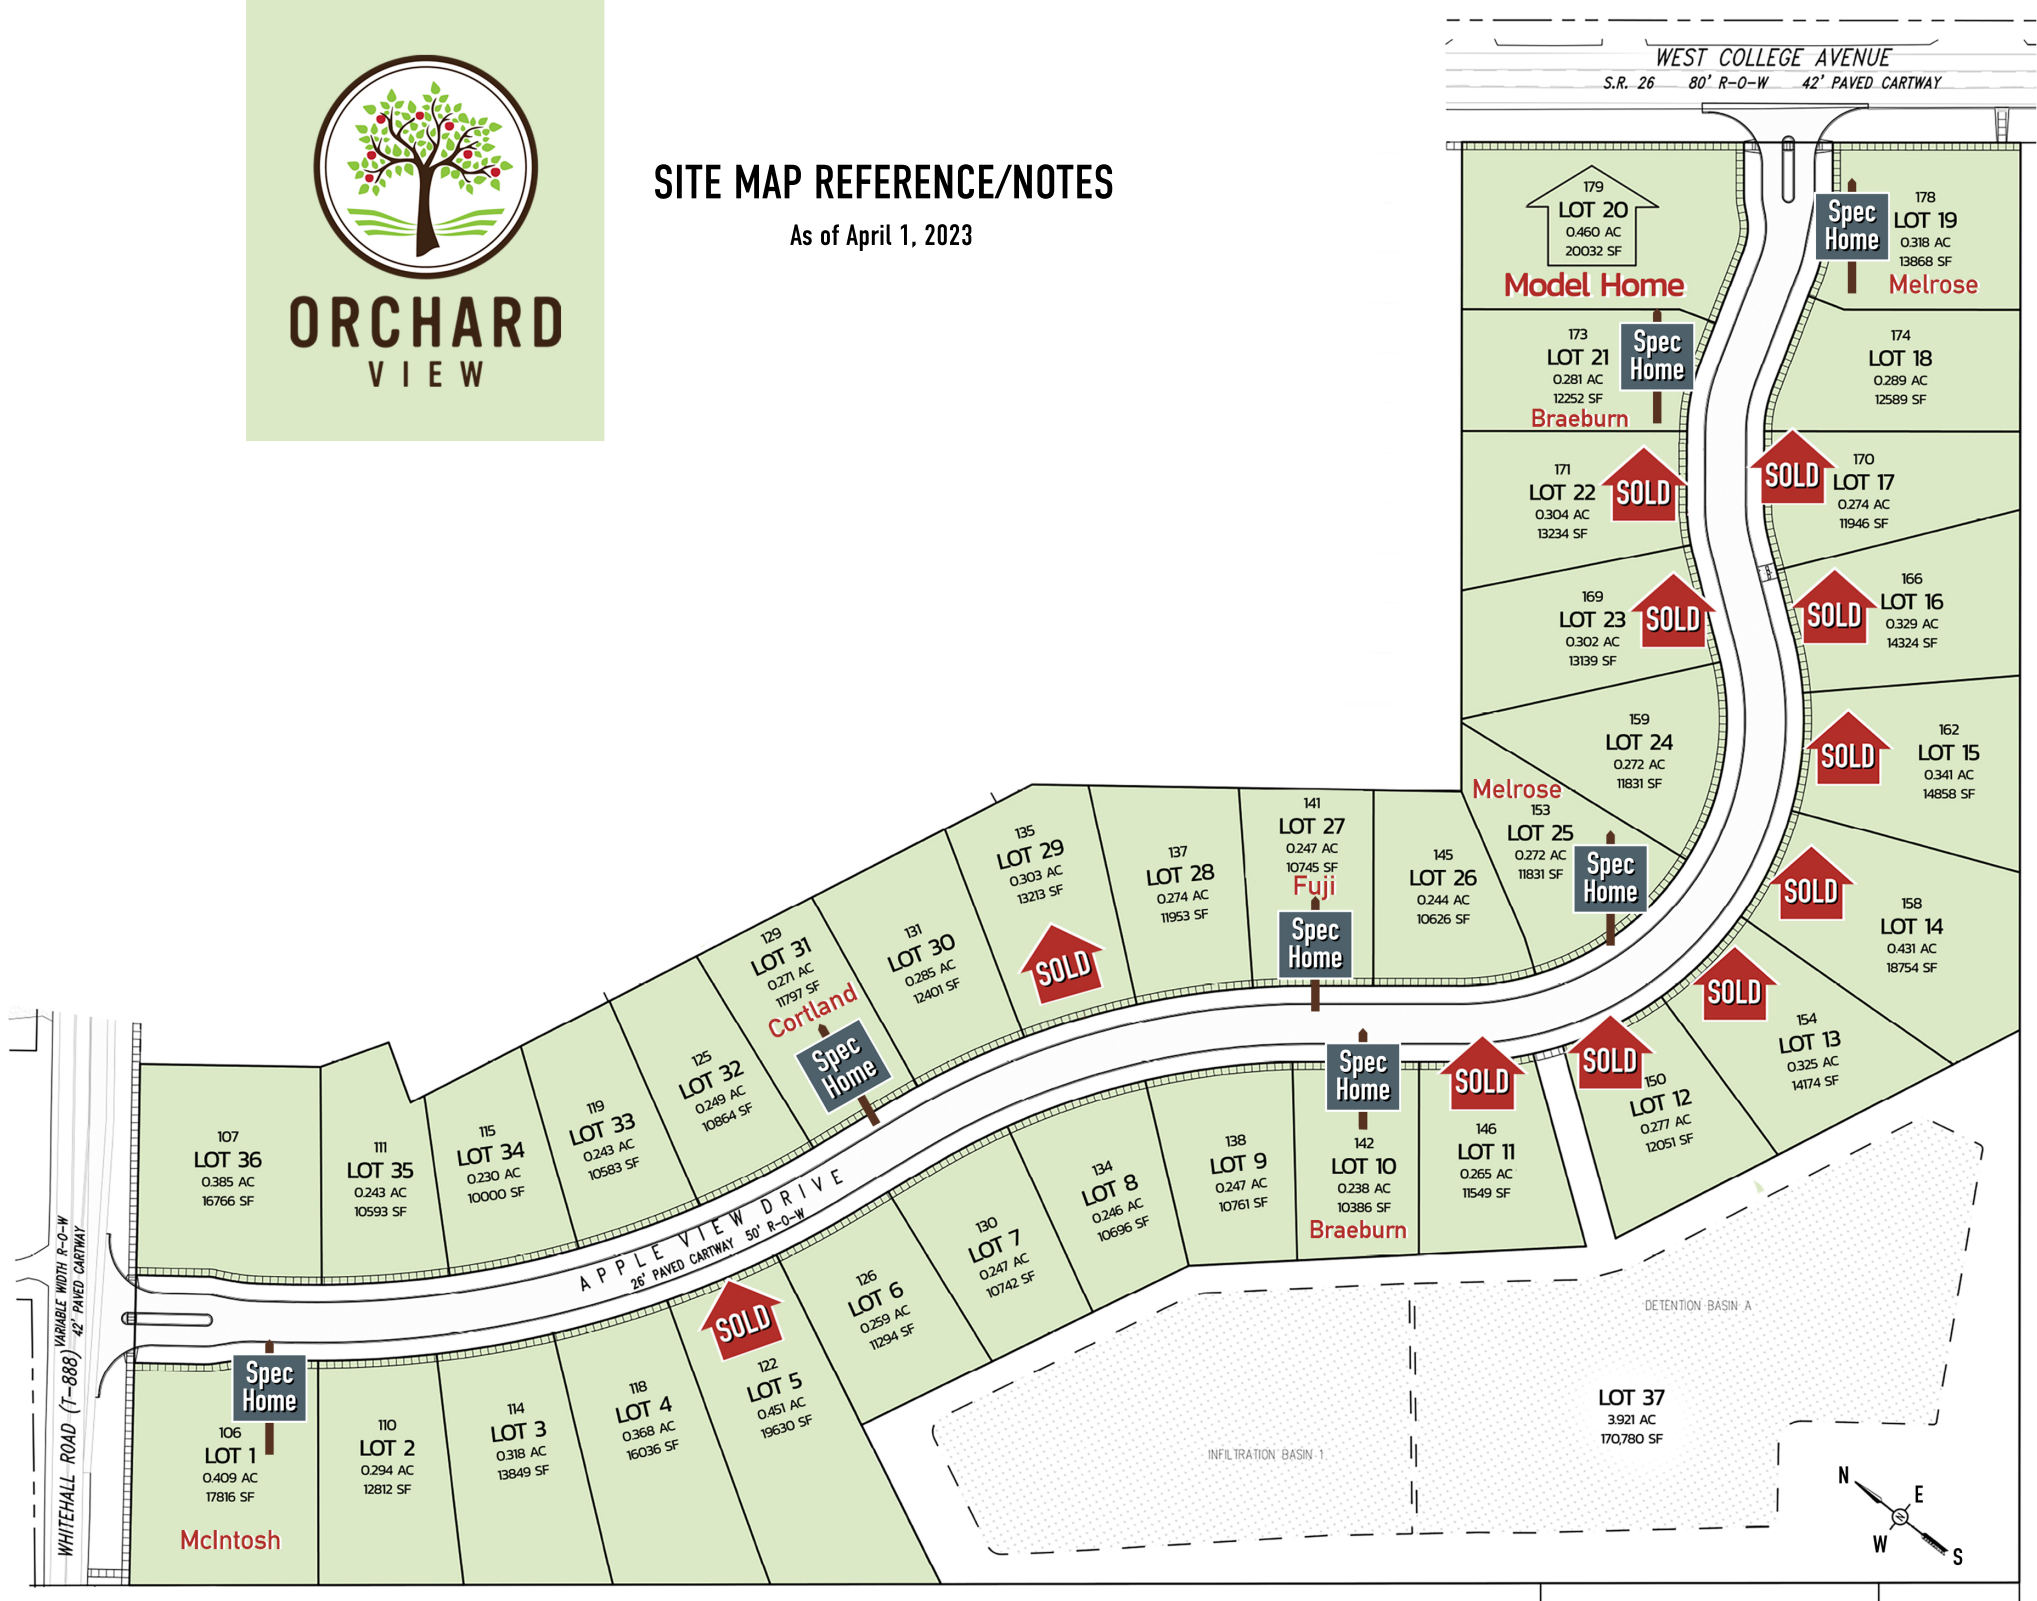 ORCHARD
VIEW
SITE MAP REFERENCE/NOTES
As of April 1, 2023
WEST COLLEGE AVENUE
S.R. 26 80' R-O-W 42' PAVED CARTWAY
179
LOT 20
0.460 AC
20032 SF
Model Home
Spec
Home
178
LOT 19
0.318 AC
13868 SF
Melrose
173
LOT 21
0.281 AC
12252 SF
Braeburn
Spec
Home
174
LOT 18
0.289 AC
12589 SF
171
LOT 22
0.304 AC
13234 SF
SOLD
SOLD
170
LOT 17
0.274 AC
11946 SF
169
LOT 23
0.302 AC
13139 SF
SOLD
SOLD
166
LOT 16
0.329 AC
14324 SF
159
LOT 24
0.272 AC
11831 SF
SOLD
162
LOT 15
0.341 AC
14858 SF
Melrose
153
LOT 25
0.272 AC
11831 SF
Spec
Home
SOLD
158
LOT 14
0.431 AC
18754 SF
145
LOT 26
0.244 AC
10626 SF
141
LOT 27
0.247 AC
10745 SF
Fuji
Spec
Home
137
LOT 28
0.274 AC
11953 SF
135
LOT 29
0.303 AC
13213 SF
SOLD
131
LOT 30
0.285 AC
12401 SF
129
LOT 31
0.271 AC
11797 SF
Cortland
Spec
Home
125
LOT 32
0.249 AC
10864 SF
119
LOT 33
0.243 AC
10583 SF
115
LOT 34
0.230 AC
10000 SF
111
LOT 35
0.243 AC
10593 SF
107
LOT 36
0.385 AC
16766 SF
SOLD
154
LOT 13
0.325 AC
14174 SF
SOLD
150
LOT 12
0.277 AC
12051 SF
SOLD
146
LOT 11
0.265 AC
11549 SF
Spec
Home
142
LOT 10
0.238 AC
10386 SF
Braeburn
138
LOT 9
0.247 AC
10761 SF
134
LOT 8
0.246 AC
10696 SF
130
LOT 7
0.247 AC
10742 SF
126
LOT 6
0.259 AC
11294 SF
APPLE VIEW DRIVE
26' PAVED CARTWAY 50' R-O-W
SOLD
122
LOT 5
0.451 AC
19630 SF
118
LOT 4
0.368 AC
16036 SF
114
LOT 3
0.318 AC
13849 SF
110
LOT 2
0.294 AC
12812 SF
Spec
Home
106
LOT 1
0.409 AC
17816 SF
McIntosh
WHITEHALL ROAD (T-888)
VARIABLE WIDTH R-O-W
42' PAVED CARTWAY
DETENTION BASIN A
INFILTRATION BASIN 1
LOT 37
3.921 AC
170,780 SF
N
E
W
S